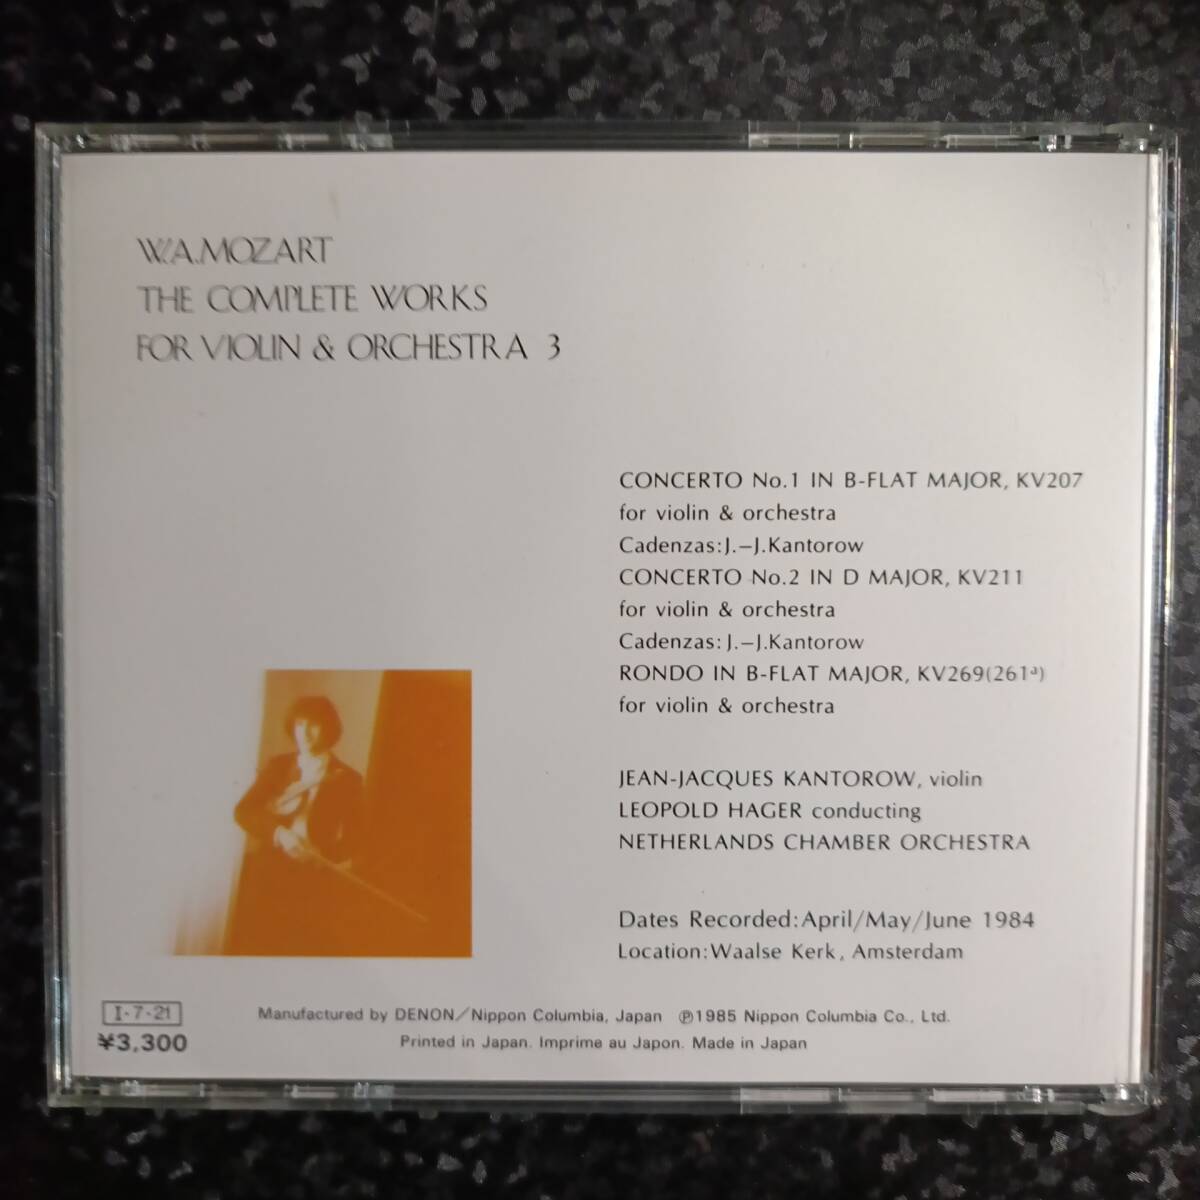 W.A.MOZART
THE COMPLETE WORKS
FOR VIOLIN & ORCHESTRA 3
CONCERTO No.1 IN B-FLAT MAJOR, KV207
for violin & orchestra
Cadenzas:J.–J.Kantorow
CONCERTO No.2 IN D MAJOR, KV211
for violin & orchestra
Cadenzas:J.–J.Kantorow
RONDO IN B-FLAT MAJOR, KV269(261ᵃ)
for violin & orchestra
JEAN-JACQUES KANTOROW, violin
LEOPOLD HAGER conducting
NETHERLANDS CHAMBER ORCHESTRA
Dates Recorded:April/May/June 1984
Location:Waalse Kerk, Amsterdam
I·7·21
¥3,300
Manufactured by DENON/Nippon Columbia, Japan ℗1985 Nippon Columbia Co., Ltd.
Printed in Japan. Imprime au Japon. Made in Japan